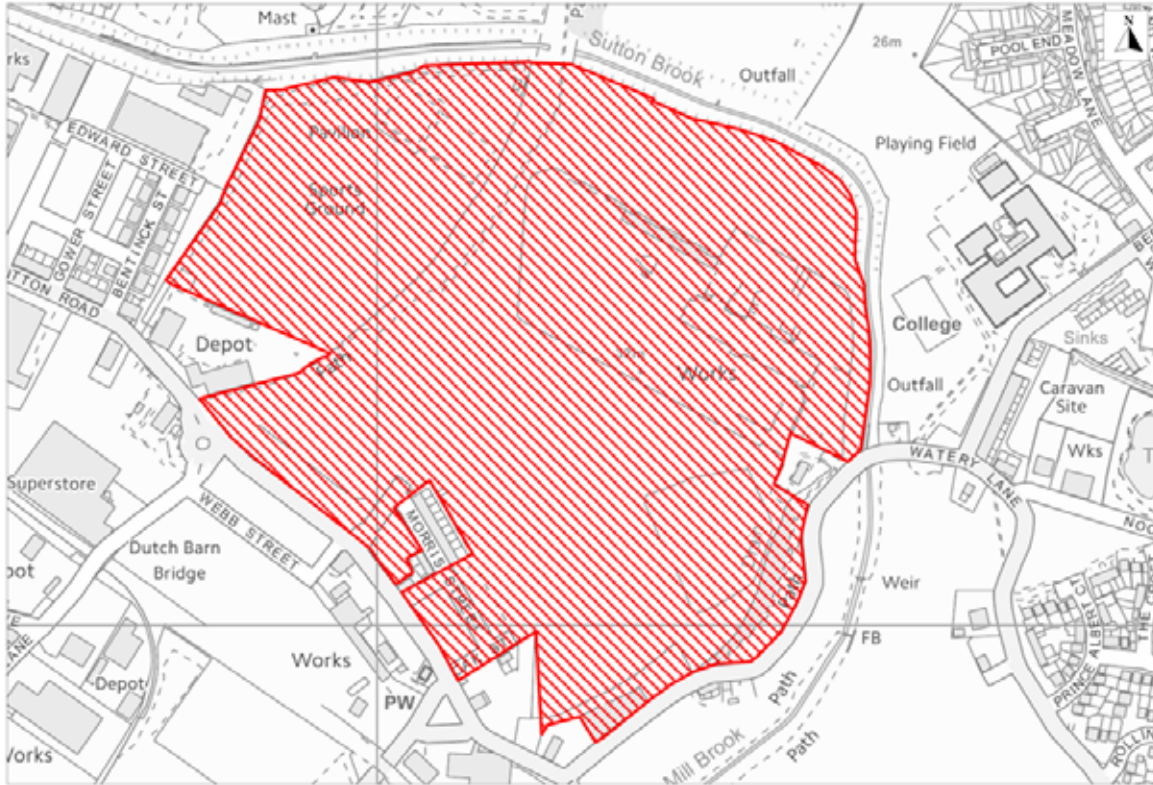 Mast
N
Sutton Brook
26m
POOL END
MEADOW LANE
Outfall
EDWARD STREET
Pavilion
Playing Field
Sports
Ground
GOWER STREET
BENTINCK ST
Depot
Path
Works
College
Sinks
Outfall
Caravan
Site
Wks
WATERY LANE
Superstore
WEBB STREET
MORRIS STREET
Dutch Barn
Bridge
Path
Weir
Works
FB
PRINCE ALBERT CT
THE
Depot
PW
Path
Path
Mill Brook